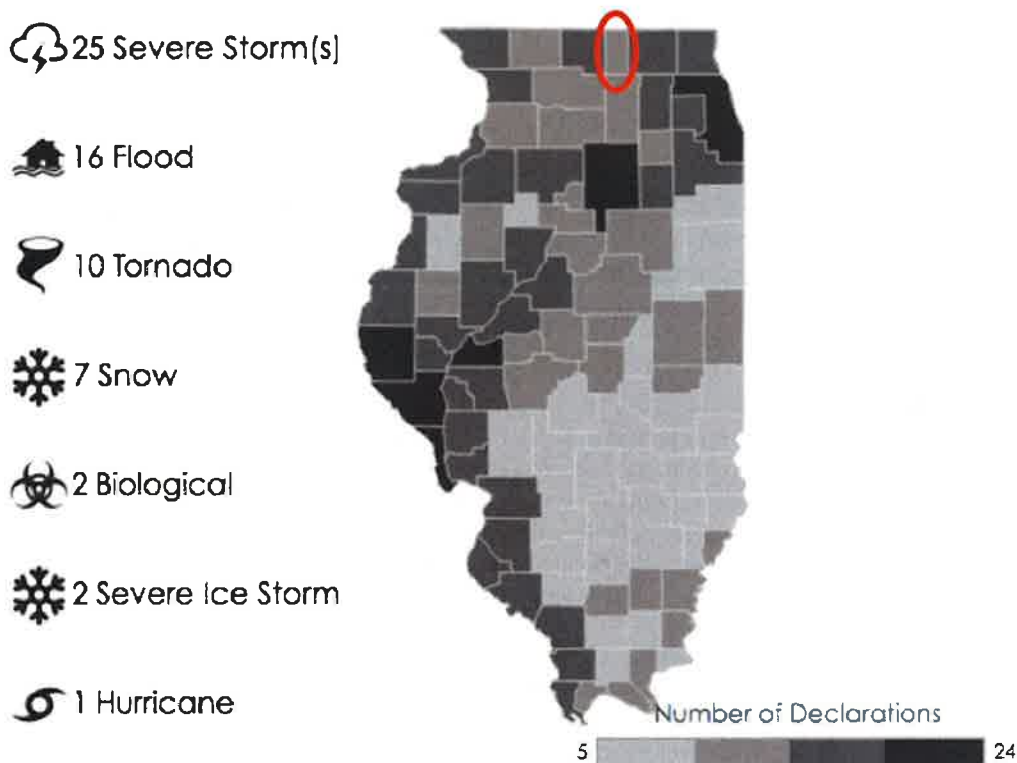 25 Severe Storm(s)
16 Flood
10 Tornado
7 Snow
2 Biological
2 Severe Ice Storm
1 Hurricane
Number of Declarations
5
24